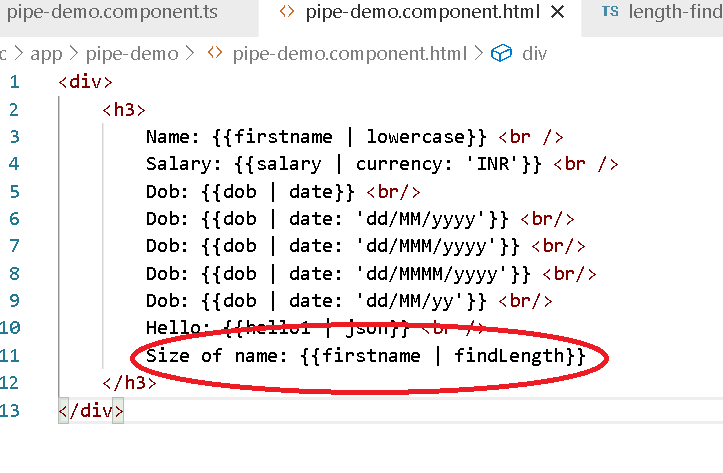 pipe-demo.component.ts <> pipe-demo.component.html × TS length-find
c > app > pipe-demo > <> pipe-demo.component.html > div
1 <div>
2 <h3>
3 Name: {{firstname | lowercase}} <br />
4 Salary: {{salary | currency: 'INR'}} <br />
5 Dob: {{dob | date}} <br/>
6 Dob: {{dob | date: 'dd/MM/yyyy'}} <br/>
7 Dob: {{dob | date: 'dd/MMM/yyyy'}} <br/>
8 Dob: {{dob | date: 'dd/MMMM/yyyy'}} <br/>
9 Dob: {{dob | date: 'dd/MM/yy'}} <br/>
10 Hello: {{hello1 | json}} <br />
11 Size of name: {{firstname | findLength}}
12 </h3>
13 </div>